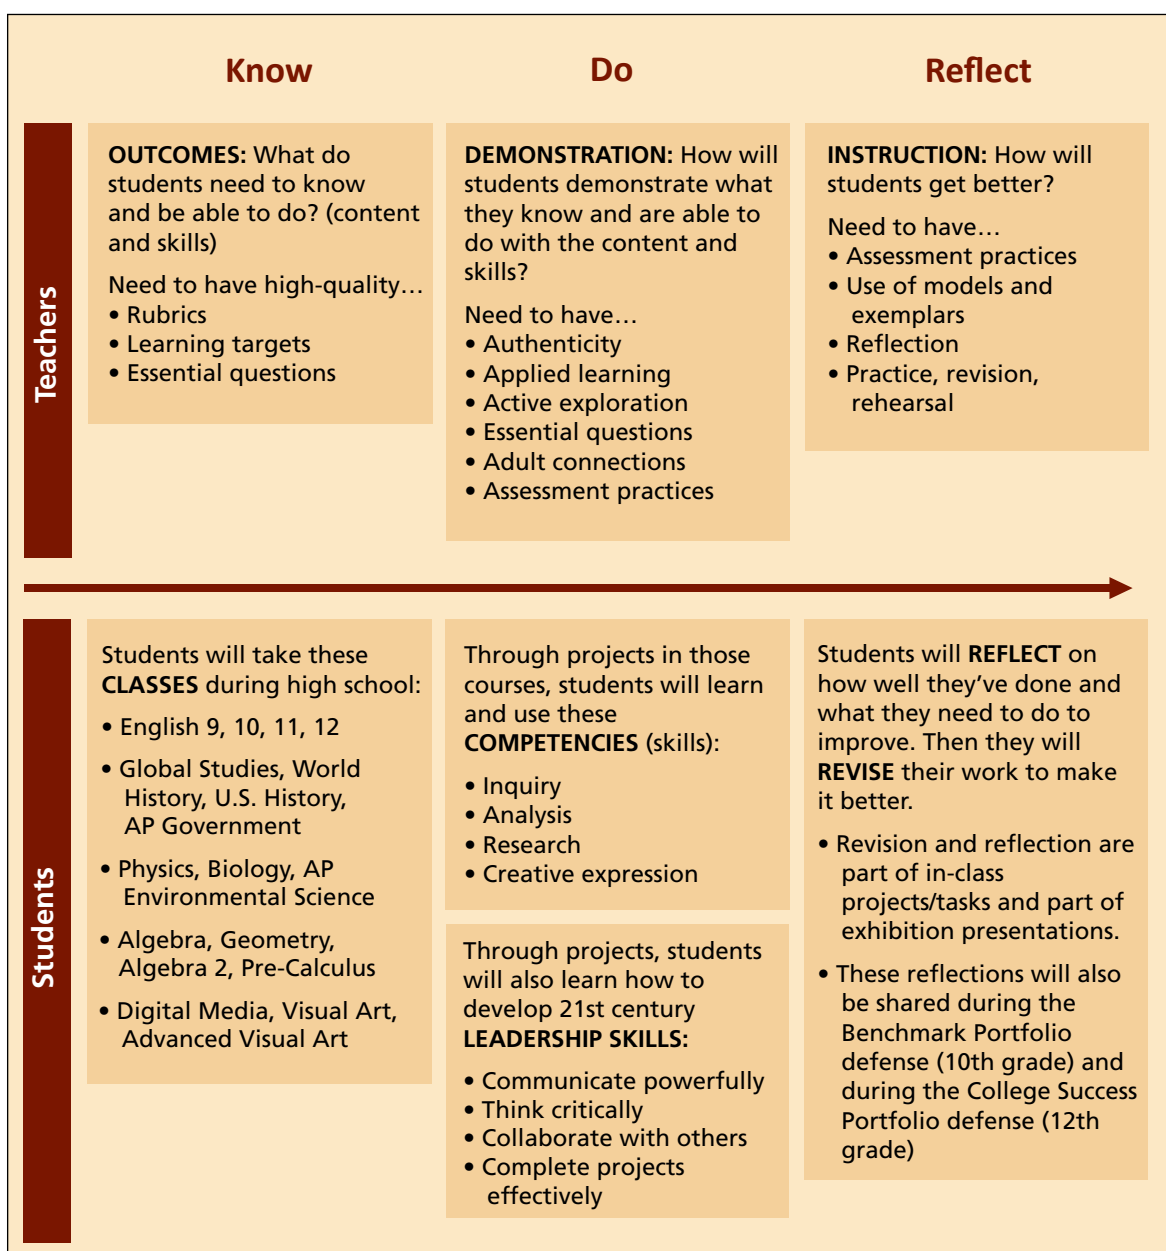 Know
Do
Reflect
Teachers
OUTCOMES: What do
students need to know
and be able to do? (content
and skills)
Need to have high-quality…
• Rubrics
• Learning targets
• Essential questions
DEMONSTRATION: How will
students demonstrate what
they know and are able to
do with the content and
skills?
Need to have…
• Authenticity
• Applied learning
• Active exploration
• Essential questions
• Adult connections
• Assessment practices
INSTRUCTION: How will
students get better?
Need to have…
• Assessment practices
• Use of models and
exemplars
• Reflection
• Practice, revision,
rehearsal
Students
Students will take these
CLASSES during high school:
• English 9, 10, 11, 12
• Global Studies, World
History, U.S. History,
AP Government
• Physics, Biology, AP
Environmental Science
• Algebra, Geometry,
Algebra 2, Pre-Calculus
• Digital Media, Visual Art,
Advanced Visual Art
Through projects in those
courses, students will learn
and use these
COMPETENCIES (skills):
• Inquiry
• Analysis
• Research
• Creative expression
Through projects, students
will also learn how to
develop 21st century
LEADERSHIP SKILLS:
• Communicate powerfully
• Think critically
• Collaborate with others
• Complete projects
effectively
Students will REFLECT on
how well they’ve done and
what they need to do to
improve. Then they will
REVISE their work to make
it better.
• Revision and reflection are
part of in-class
projects/tasks and part of
exhibition presentations.
• These reflections will also
be shared during the
Benchmark Portfolio
defense (10th grade) and
during the College Success
Portfolio defense (12th
grade)